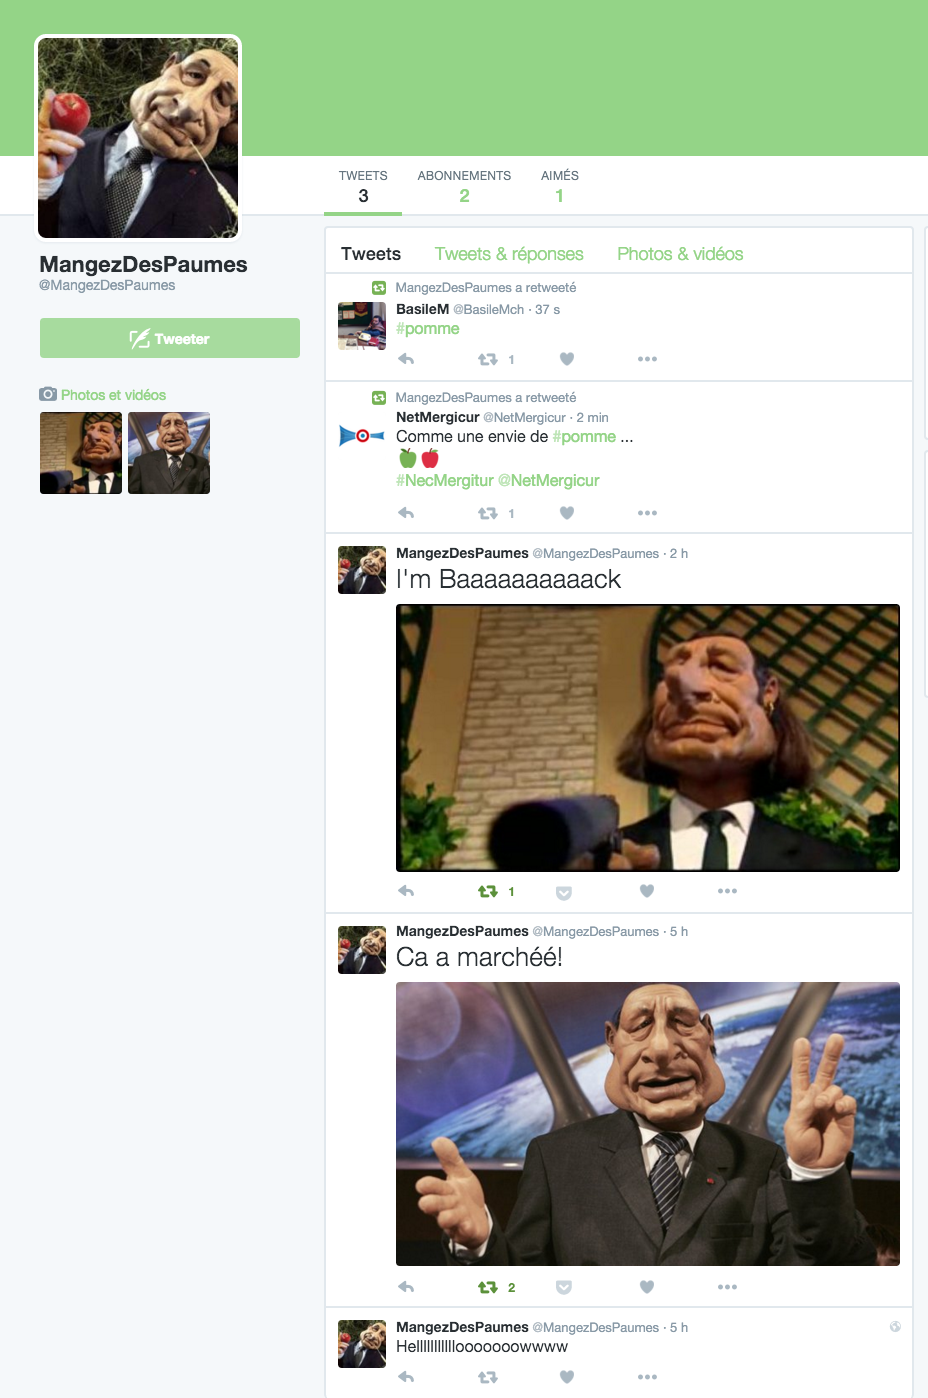 TWEETS ABONNEMENTS AIMÉS
3 2 1
MangezDesPaumes
@MangezDesPaumes
Tweeter
Photos et vidéos
Tweets Tweets & réponses Photos & vidéos
MangezDesPaumes a retweeté
BasileM @BasileMch · 37 s
#pomme
1
MangezDesPaumes a retweeté
NetMergicur @NetMergicur · 2 min
Comme une envie de #pomme ...
#NecMergitur @NetMergicur
1
MangezDesPaumes @MangezDesPaumes · 2 h
I'm Baaaaaaaaaack
1
MangezDesPaumes @MangezDesPaumes · 5 h
Ca a marchéé!
2
MangezDesPaumes @MangezDesPaumes · 5 h
Helllllllllllooooooowwww